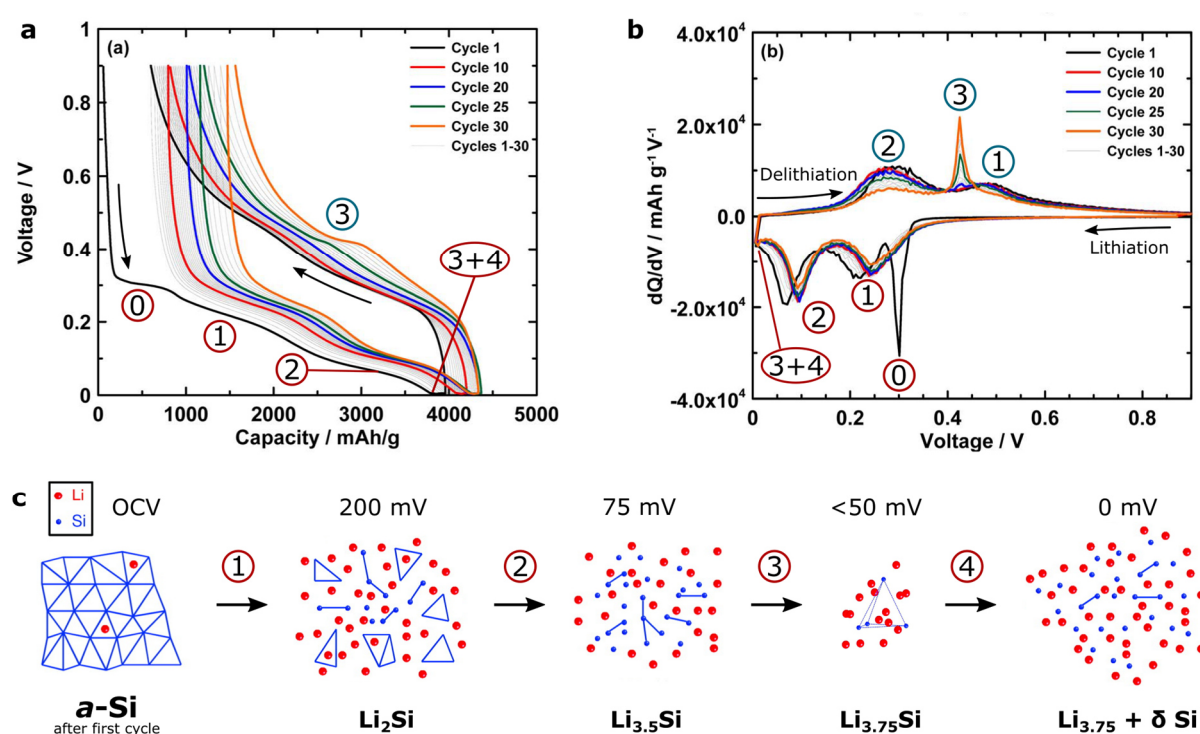 a
(a)
Cycle 1
Cycle 10
Cycle 20
Cycle 25
Cycle 30
Cycles 1-30
1
0.8
0.6
0.4
0.2
0
Voltage / V
0
1
2
3
3+4
0
1000
2000
3000
4000
5000
Capacity / mAh/g
b
(b)
Cycle 1
Cycle 10
Cycle 20
Cycle 25
Cycle 30
Cycles 1-30
4.0x10⁴
2.0x10⁴
0.0
-2.0x10⁴
-4.0x10⁴
dQ/dV / mAh g⁻¹ V⁻¹
3
2
1
Delithiation
Lithiation
3+4
2
1
0
0
0.2
0.4
0.6
0.8
Voltage / V
c
Li
Si
OCV
200 mV
75 mV
<50 mV
0 mV
1
2
3
4
a-Si
after first cycle
Li₂Si
Li₃.₅Si
Li₃.₇₅Si
Li₃.₇₅ + δ Si